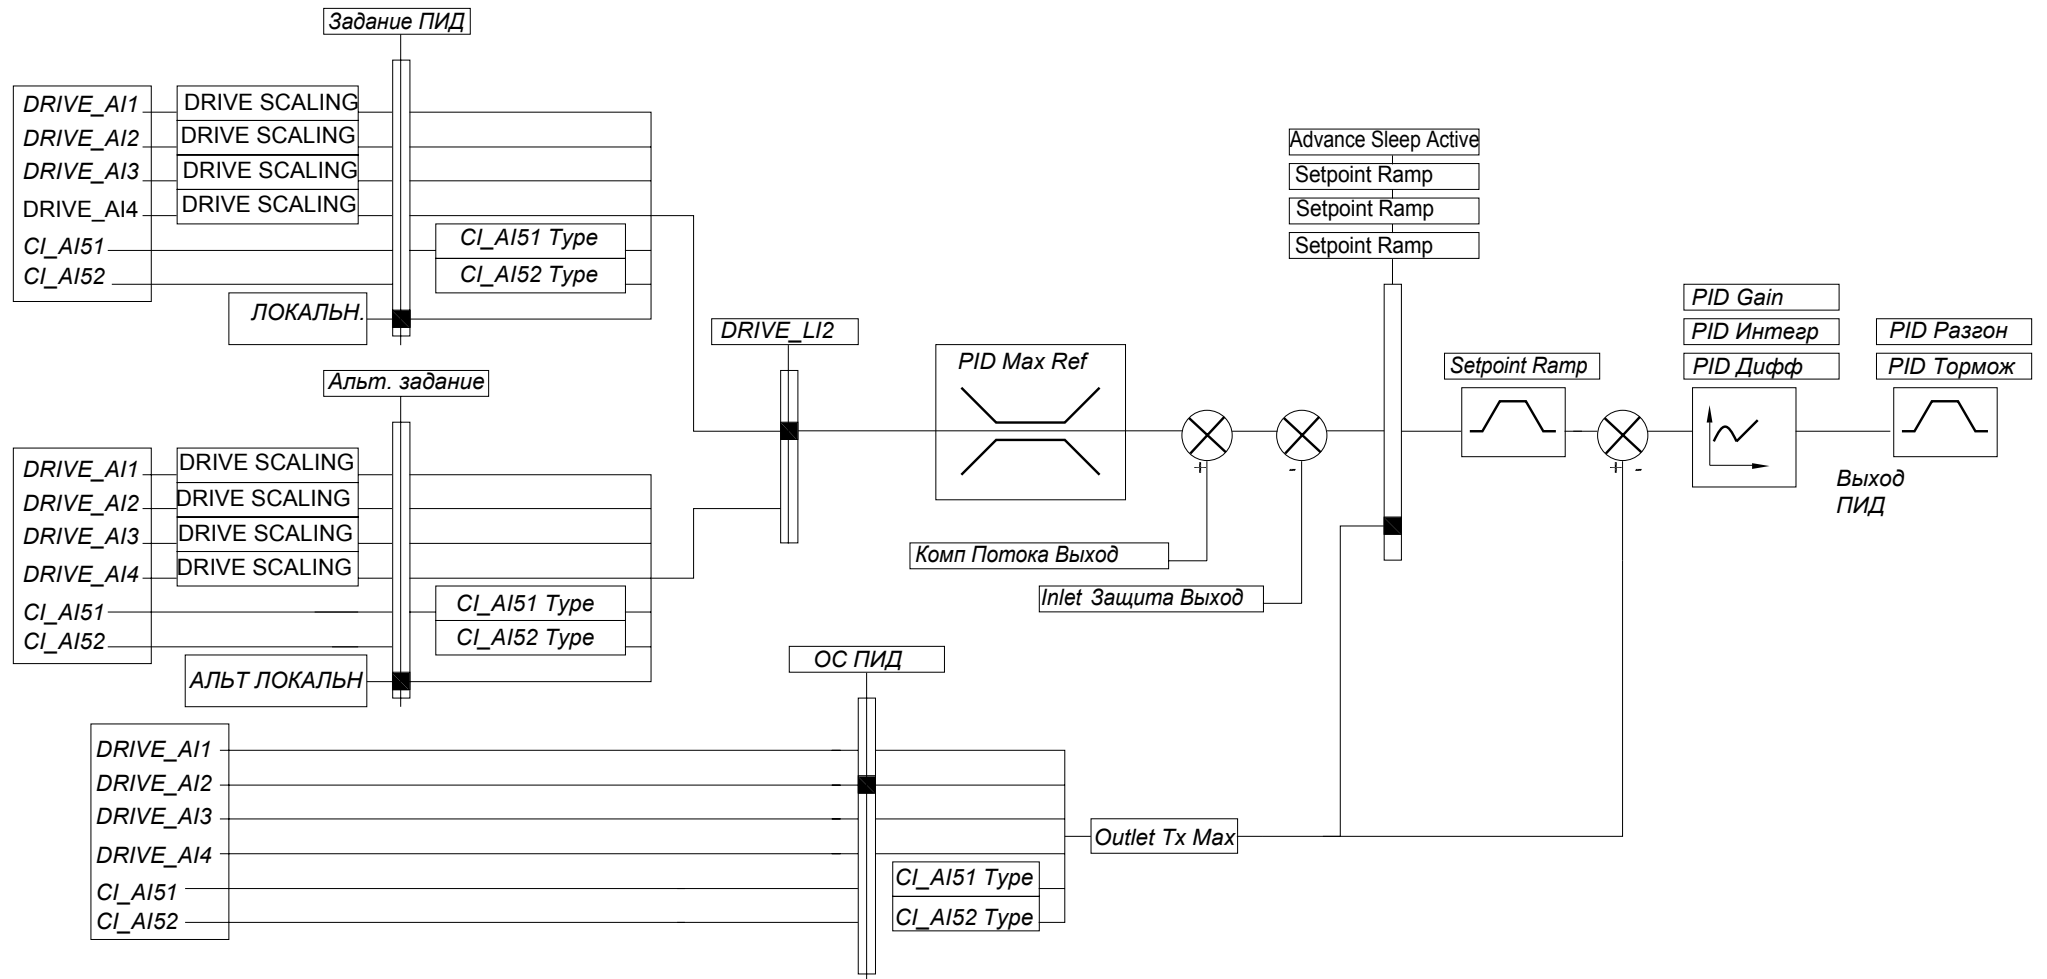 Задание ПИД
DRIVE_AI1
DRIVE SCALING
DRIVE_AI2
DRIVE SCALING
DRIVE_AI3
DRIVE SCALING
DRIVE_AI4
DRIVE SCALING
CI_AI51
CI_AI51 Type
CI_AI52
CI_AI52 Type
ЛОКАЛЬН.
Альт. задание
DRIVE_AI1
DRIVE SCALING
DRIVE_AI2
DRIVE SCALING
DRIVE_AI3
DRIVE SCALING
DRIVE_AI4
DRIVE SCALING
CI_AI51
CI_AI51 Type
CI_AI52
CI_AI52 Type
АЛЬТ ЛОКАЛЬН
DRIVE_LI2
PID Max Ref
+
-
Комп Потока Выход
Inlet Защита Выход
Advance Sleep Active
Setpoint Ramp
Setpoint Ramp
Setpoint Ramp
Setpoint Ramp
+ -
PID Gain
PID Интегр
PID Дифф
PID Разгон
PID Тормож
Выход
ПИД
ОС ПИД
DRIVE_AI1
DRIVE_AI2
DRIVE_AI3
DRIVE_AI4
CI_AI51
CI_AI51 Type
CI_AI52
CI_AI52 Type
Outlet Tx Max